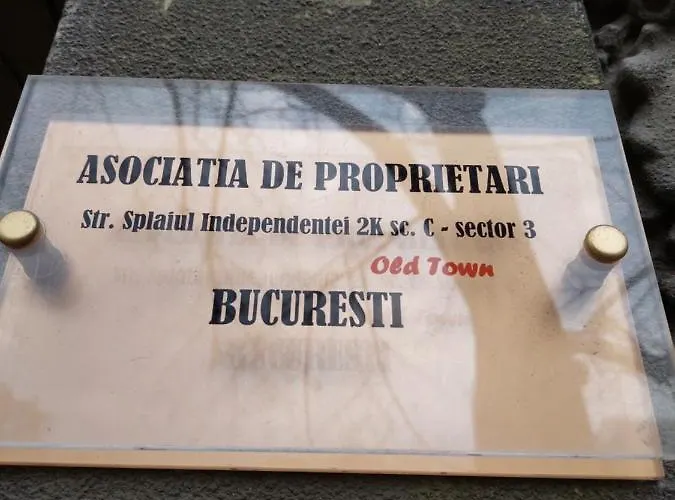 ASOCIATIA DE PROPRIETARI
Str. Splaiul Independentei 2K sc. C - sector 3
Old Town
BUCURESTI